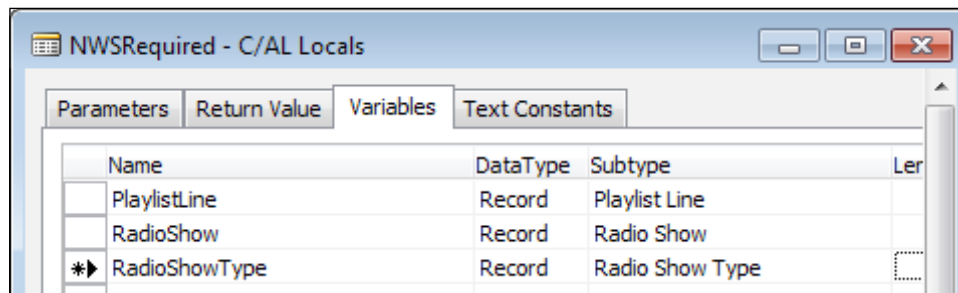 NWSRequired - C/AL Locals
Parameters Return Value Variables Text Constants
Name DataType Subtype Len
PlaylistLine Record Playlist Line
RadioShow Record Radio Show
RadioShowType Record Radio Show Type